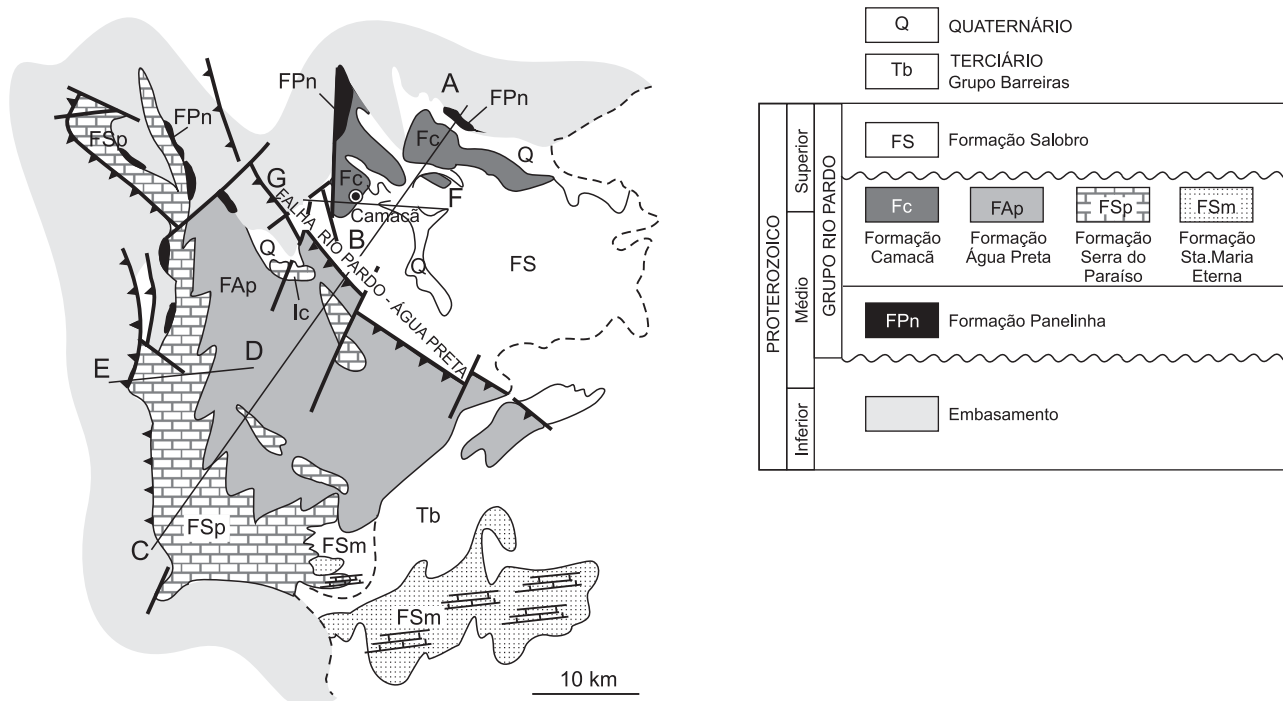 A
FPn
FPn
FPn
FSp
Fc
Q
G
Fc
F
Camacã
FALHA RIO PARDO - ÁGUA PRETA
B
Q
Q
FS
FAp
Ic
D
E
Tb
FSp
FSm
C
FSm
10 km
Q
QUATERNÁRIO
Tb
TERCIÁRIO
Grupo Barreiras
PROTEROZOICO
Superior
Médio
Inferior
GRUPO RIO PARDO
FS
Formação Salobro
Fc
FAp
FSp
FSm
Formação
Camacã
Formação
Água Preta
Formação
Serra do
Paraíso
Formação
Sta.Maria
Eterna
FPn
Formação Panelinha
Embasamento